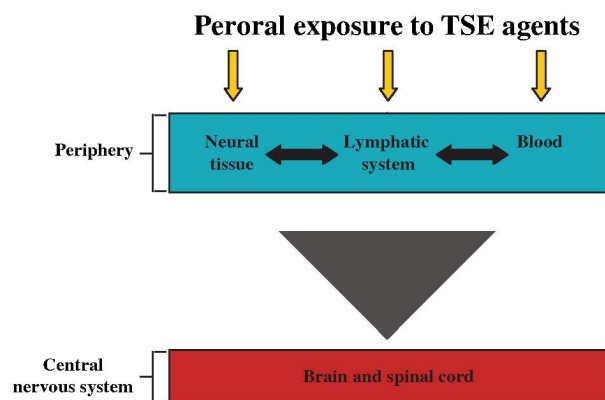 Peroral exposure to TSE agents
Periphery
Neural
tissue
Lymphatic
system
Blood
Central
nervous system
Brain and spinal cord